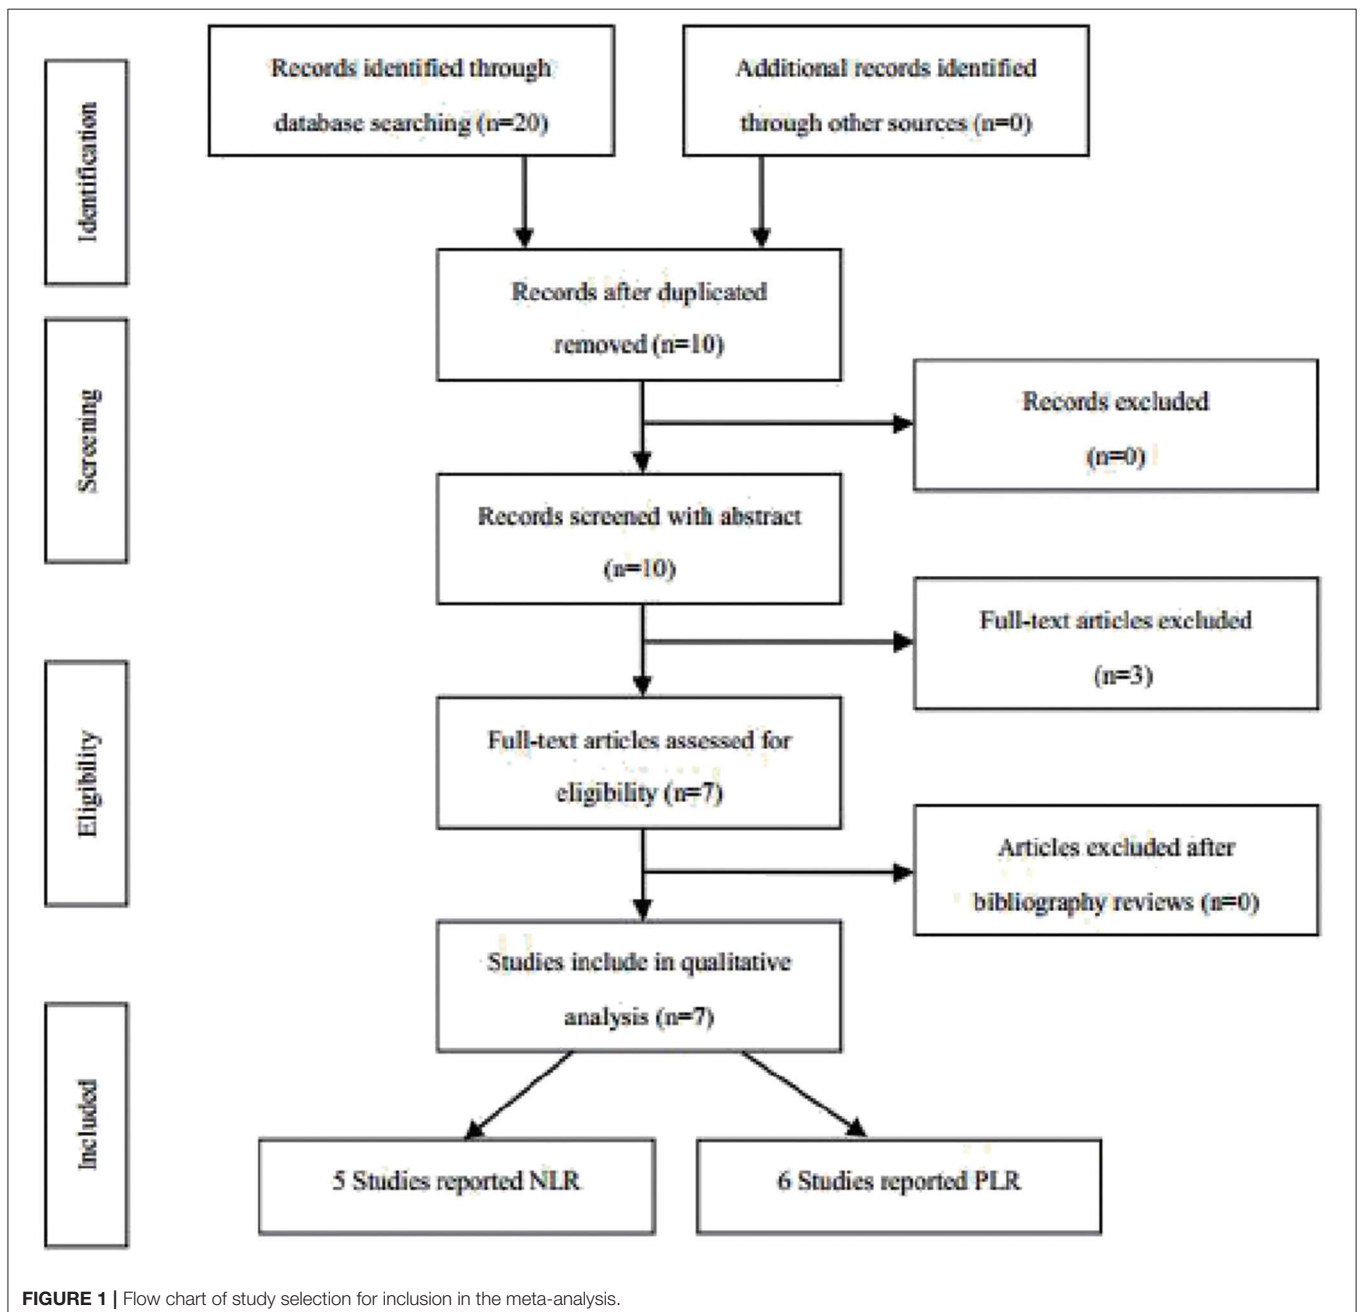 Identification
Records identified through
database searching (n=20)
Additional records identified
through other sources (n=0)
Records after duplicated
removed (n=10)
Screening
Records excluded
(n=0)
Records screened with abstract
(n=10)
Full-text articles excluded
(n=3)
Eligibility
Full-text articles assessed for
eligibility (n=7)
Articles excluded after
bibliography reviews (n=0)
Studies include in qualitative
analysis (n=7)
Included
5 Studies reported NLR
6 Studies reported PLR
FIGURE 1 | Flow chart of study selection for inclusion in the meta-analysis.